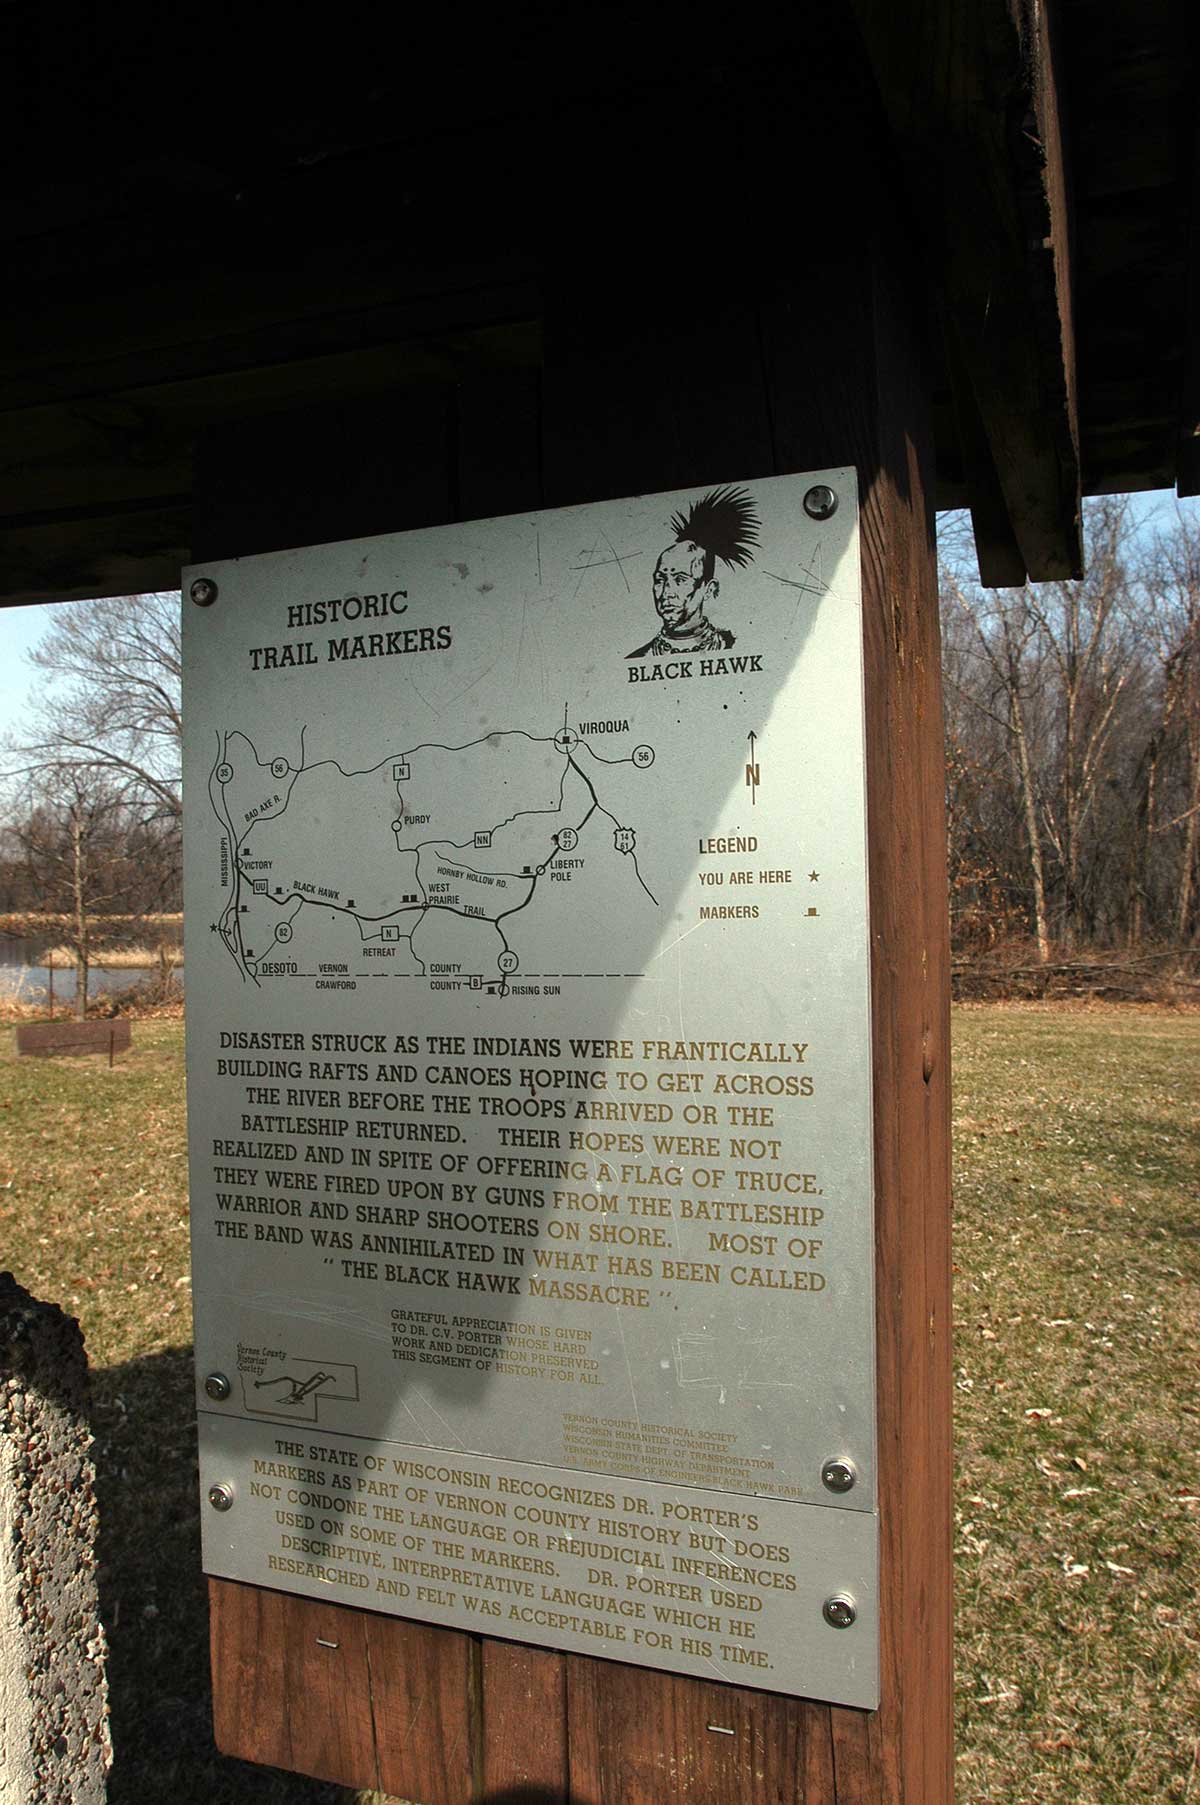 HISTORIC
TRAIL MARKERS
BLACK HAWK
VIROQUA
35
56
56
N
BAD AXE R.
PURDY
NN
82
27
14
61
N
MISSISSIPPI
VICTORY
HORNBY HOLLOW RD.
LIBERTY
POLE
LEGEND
YOU ARE HERE ★
MARKERS
UU
BLACK HAWK
WEST
PRAIRIE
TRAIL
82
N
RETREAT
27
DESOTO
VERNON
COUNTY
CRAWFORD
COUNTY
B
RISING SUN
DISASTER STRUCK AS THE INDIANS WERE FRANTICALLY
BUILDING RAFTS AND CANOES HOPING TO GET ACROSS
THE RIVER BEFORE THE TROOPS ARRIVED OR THE
BATTLESHIP RETURNED. THEIR HOPES WERE NOT
REALIZED AND IN SPITE OF OFFERING A FLAG OF TRUCE,
THEY WERE FIRED UPON BY GUNS FROM THE BATTLESHIP
WARRIOR AND SHARP SHOOTERS ON SHORE. MOST OF
THE BAND WAS ANNIHILATED IN WHAT HAS BEEN CALLED
" THE BLACK HAWK MASSACRE ".
GRATEFUL APPRECIATION IS GIVEN
TO DR. C.V. PORTER WHOSE HARD
WORK AND DEDICATION PRESERVED
THIS SEGMENT OF HISTORY FOR ALL.
Vernon County
Historical
Society
VERNON COUNTY HISTORICAL SOCIETY
WISCONSIN HUMANITIES COMMITTEE
WISCONSIN STATE DEPT. OF TRANSPORTATION
VERNON COUNTY HIGHWAY DEPARTMENT
U.S. ARMY CORPS OF ENGINEERS-BLACK HAWK PARK
THE STATE OF WISCONSIN RECOGNIZES DR. PORTER'S
MARKERS AS PART OF VERNON COUNTY HISTORY BUT DOES
NOT CONDONE THE LANGUAGE OR PREJUDICIAL INFERENCES
USED ON SOME OF THE MARKERS. DR. PORTER USED
DESCRIPTIVE, INTERPRETATIVE LANGUAGE WHICH HE
RESEARCHED AND FELT WAS ACCEPTABLE FOR HIS TIME.